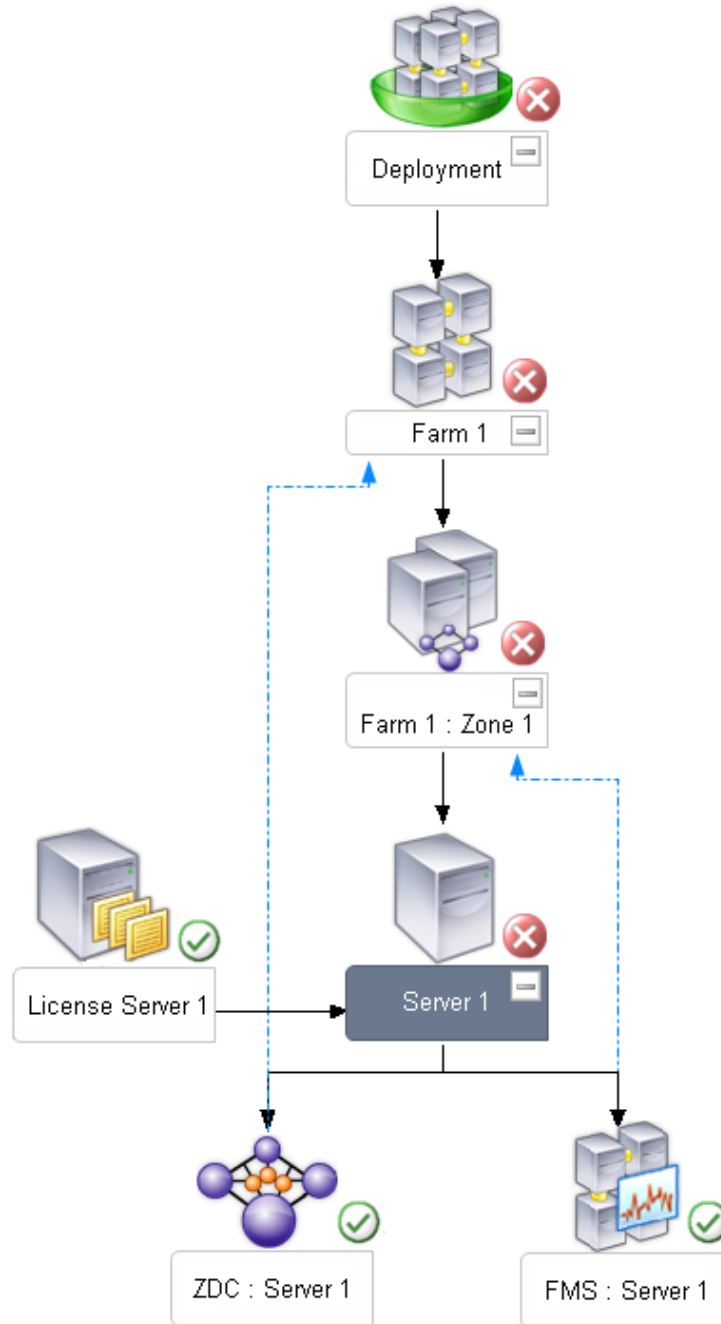 Deployment
Farm 1
Farm 1 : Zone 1
License Server 1
Server 1
ZDC : Server 1
FMS : Server 1